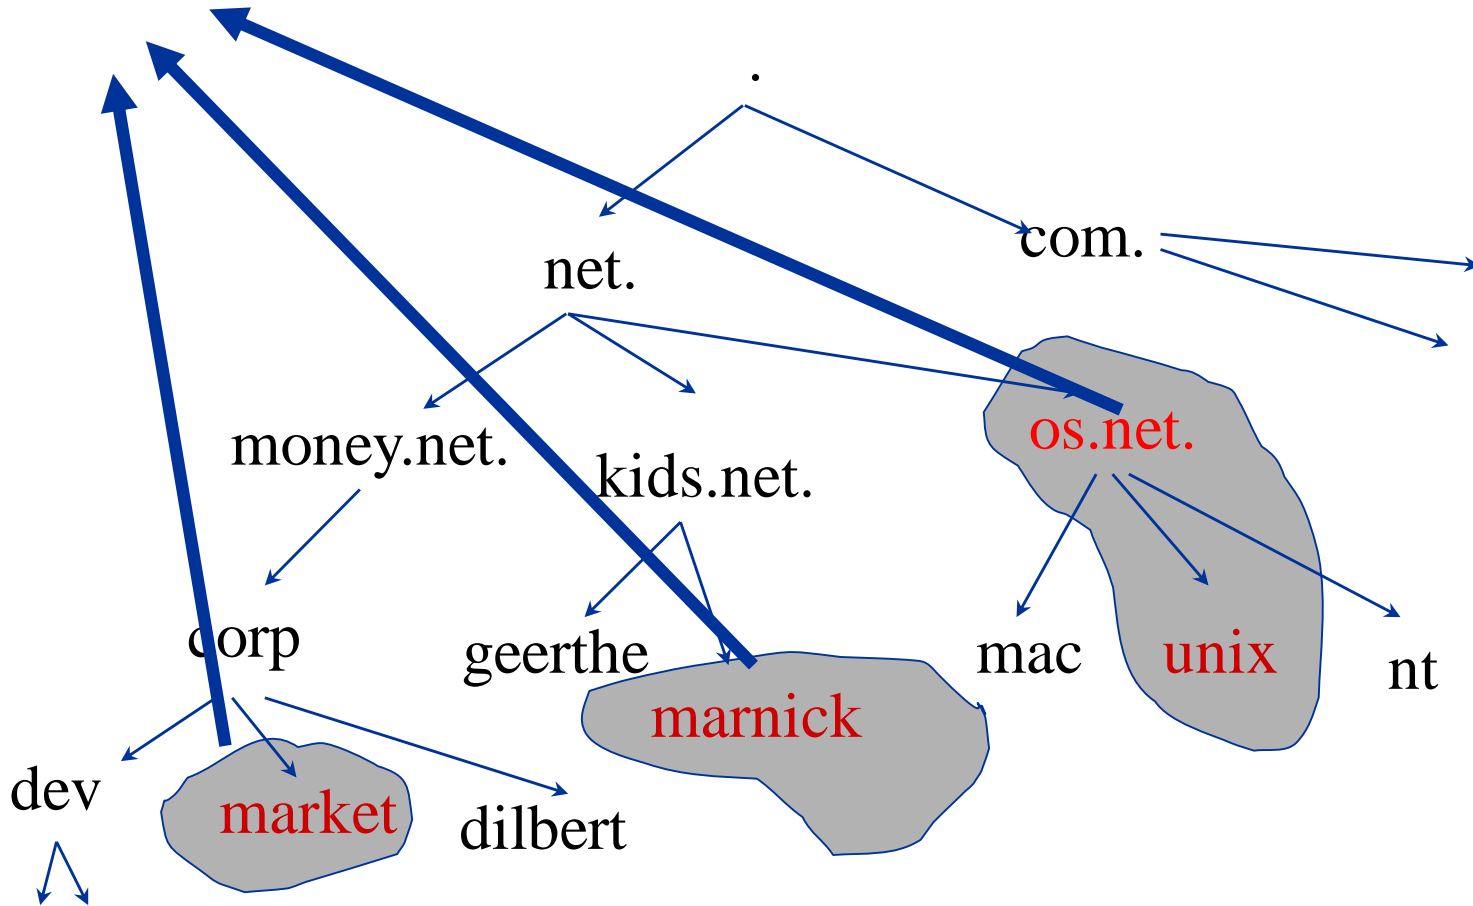 .
com.
net.
os.net.
money.net.
kids.net.
corp
geerthe
mac
unix
nt
marnick
dev
market
dilbert